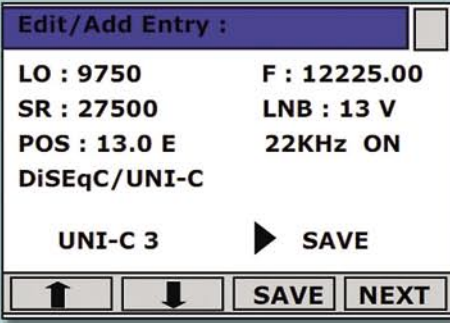 Edit/Add Entry :
LO : 9750 F : 12225.00
SR : 27500 LNB : 13 V
POS : 13.0 E 22KHz ON
DiSEqC/UNI-C
UNI-C 3 SAVE
SAVE NEXT